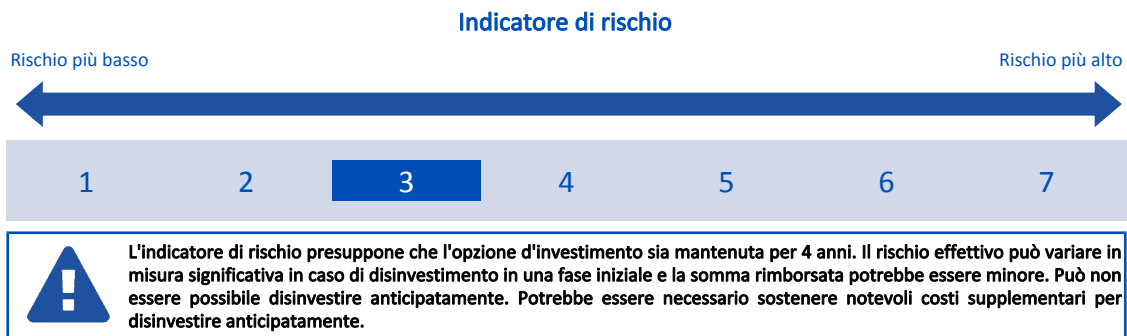 Indicatore di rischio
Rischio più basso
Rischio più alto
1 2 3 4 5 6 7
L'indicatore di rischio presuppone che l'opzione d'investimento sia mantenuta per 4 anni. Il rischio effettivo può variare in
misura significativa in caso di disinvestimento in una fase iniziale e la somma rimborsata potrebbe essere minore. Può non
essere possibile disinvestire anticipatamente. Potrebbe essere necessario sostenere notevoli costi supplementari per
disinvestire anticipatamente.